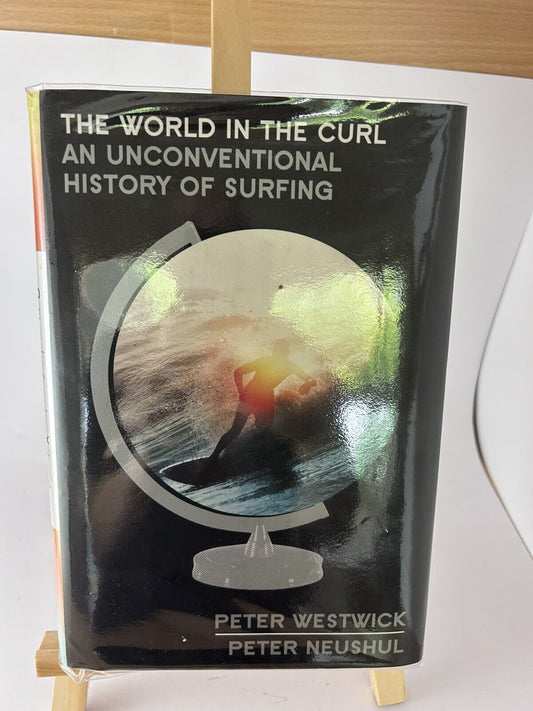 THE WORLD IN THE CURL
AN UNCONVENTIONAL
HISTORY OF SURFING
PETER WESTWICK
PETER NEUSHUL